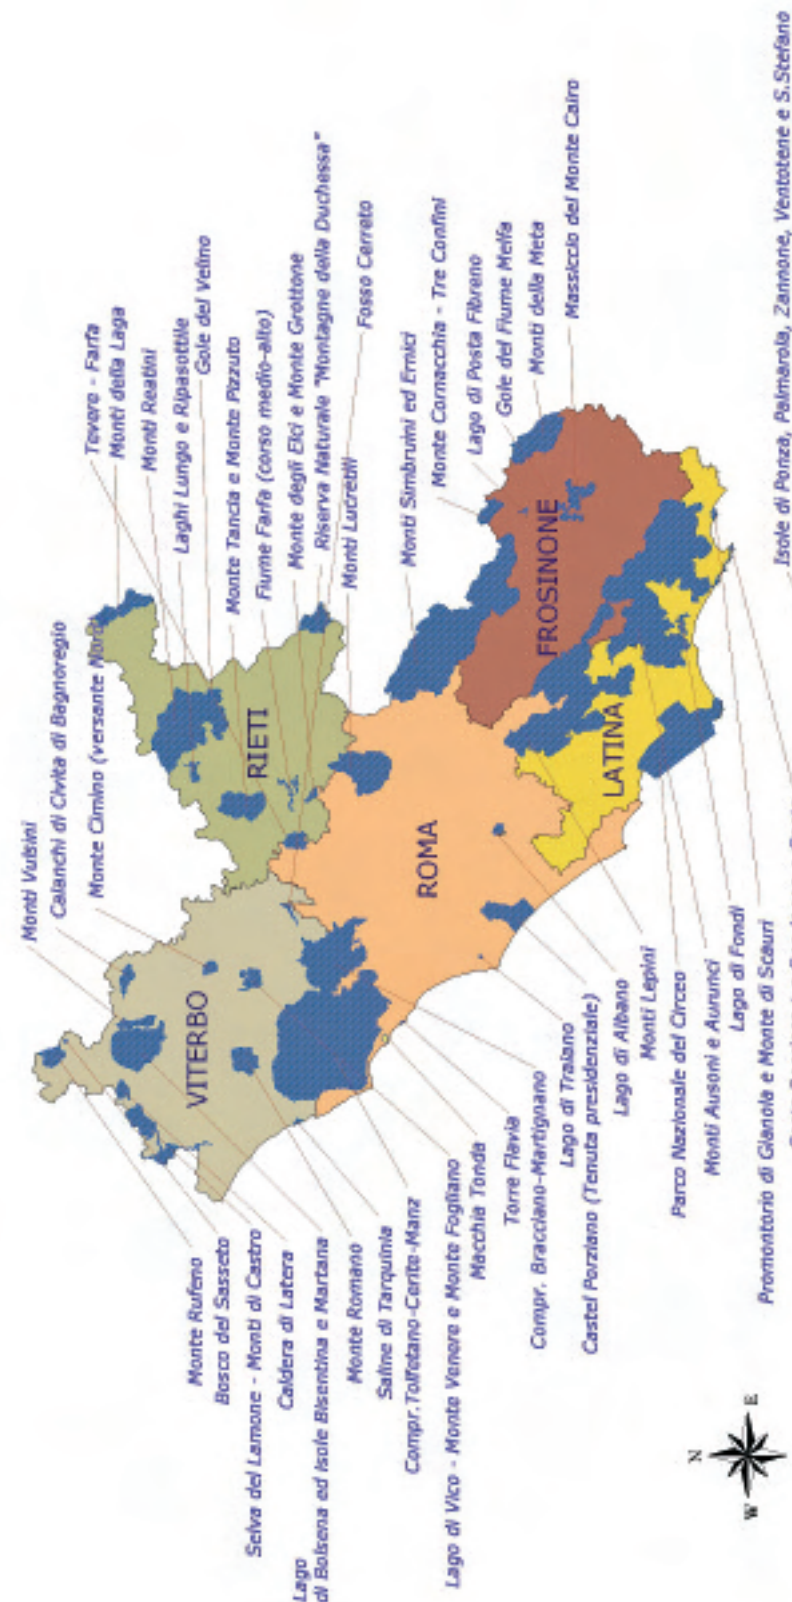 Monti Vulsini
Calanchi di Civita di Bagnoregio
Monte Cimino (versante Nord)
Tevere - Farfa
Monti della Laga
Monti Reatini
Laghi Lungo e Ripasottile
Gole del Velino
Monte Tancia e Monte Pizzuto
Fiume Farfa (corso medio-alto)
Monte degli Elci e Monte Grottone
Riserva Naturale "Montagne della Duchessa"
Monti Lucretili
Fosso Cerreto
Monti Simbruini ed Ernici
Monte Cornacchia - Tre Confini
Lago di Posta Fibreno
Gole del Fiume Melfa
Monti della Meta
Massiccio del Monte Cairo
VITERBO
RIETI
ROMA
FROSINONE
LATINA
Monte Rufeno
Bosco del Sasseto
Selva del Lamone - Monti di Castro
Caldera di Latera
Lago
di Bolsena ed Isole Bisentina e Martana
Monte Romano
Saline di Tarquinia
Compr.Tolfetano-Cerite-Manz
Lago di Vico - Monte Venere e Monte Fogliano
Macchia Tonda
Torre Flavia
Compr. Bracciano-Martignano
Lago di Traiano
Castel Porziano (Tenuta presidenziale)
Lago di Albano
Monti Lepini
Parco Nazionale del Circeo
Monti Ausoni e Aurunci
Lago di Fondi
Promontorio di Gianola e Monte di Scauri
Isole di Ponza, Palmarola, Zannone, Ventotene e S.Stefano
N
W
E